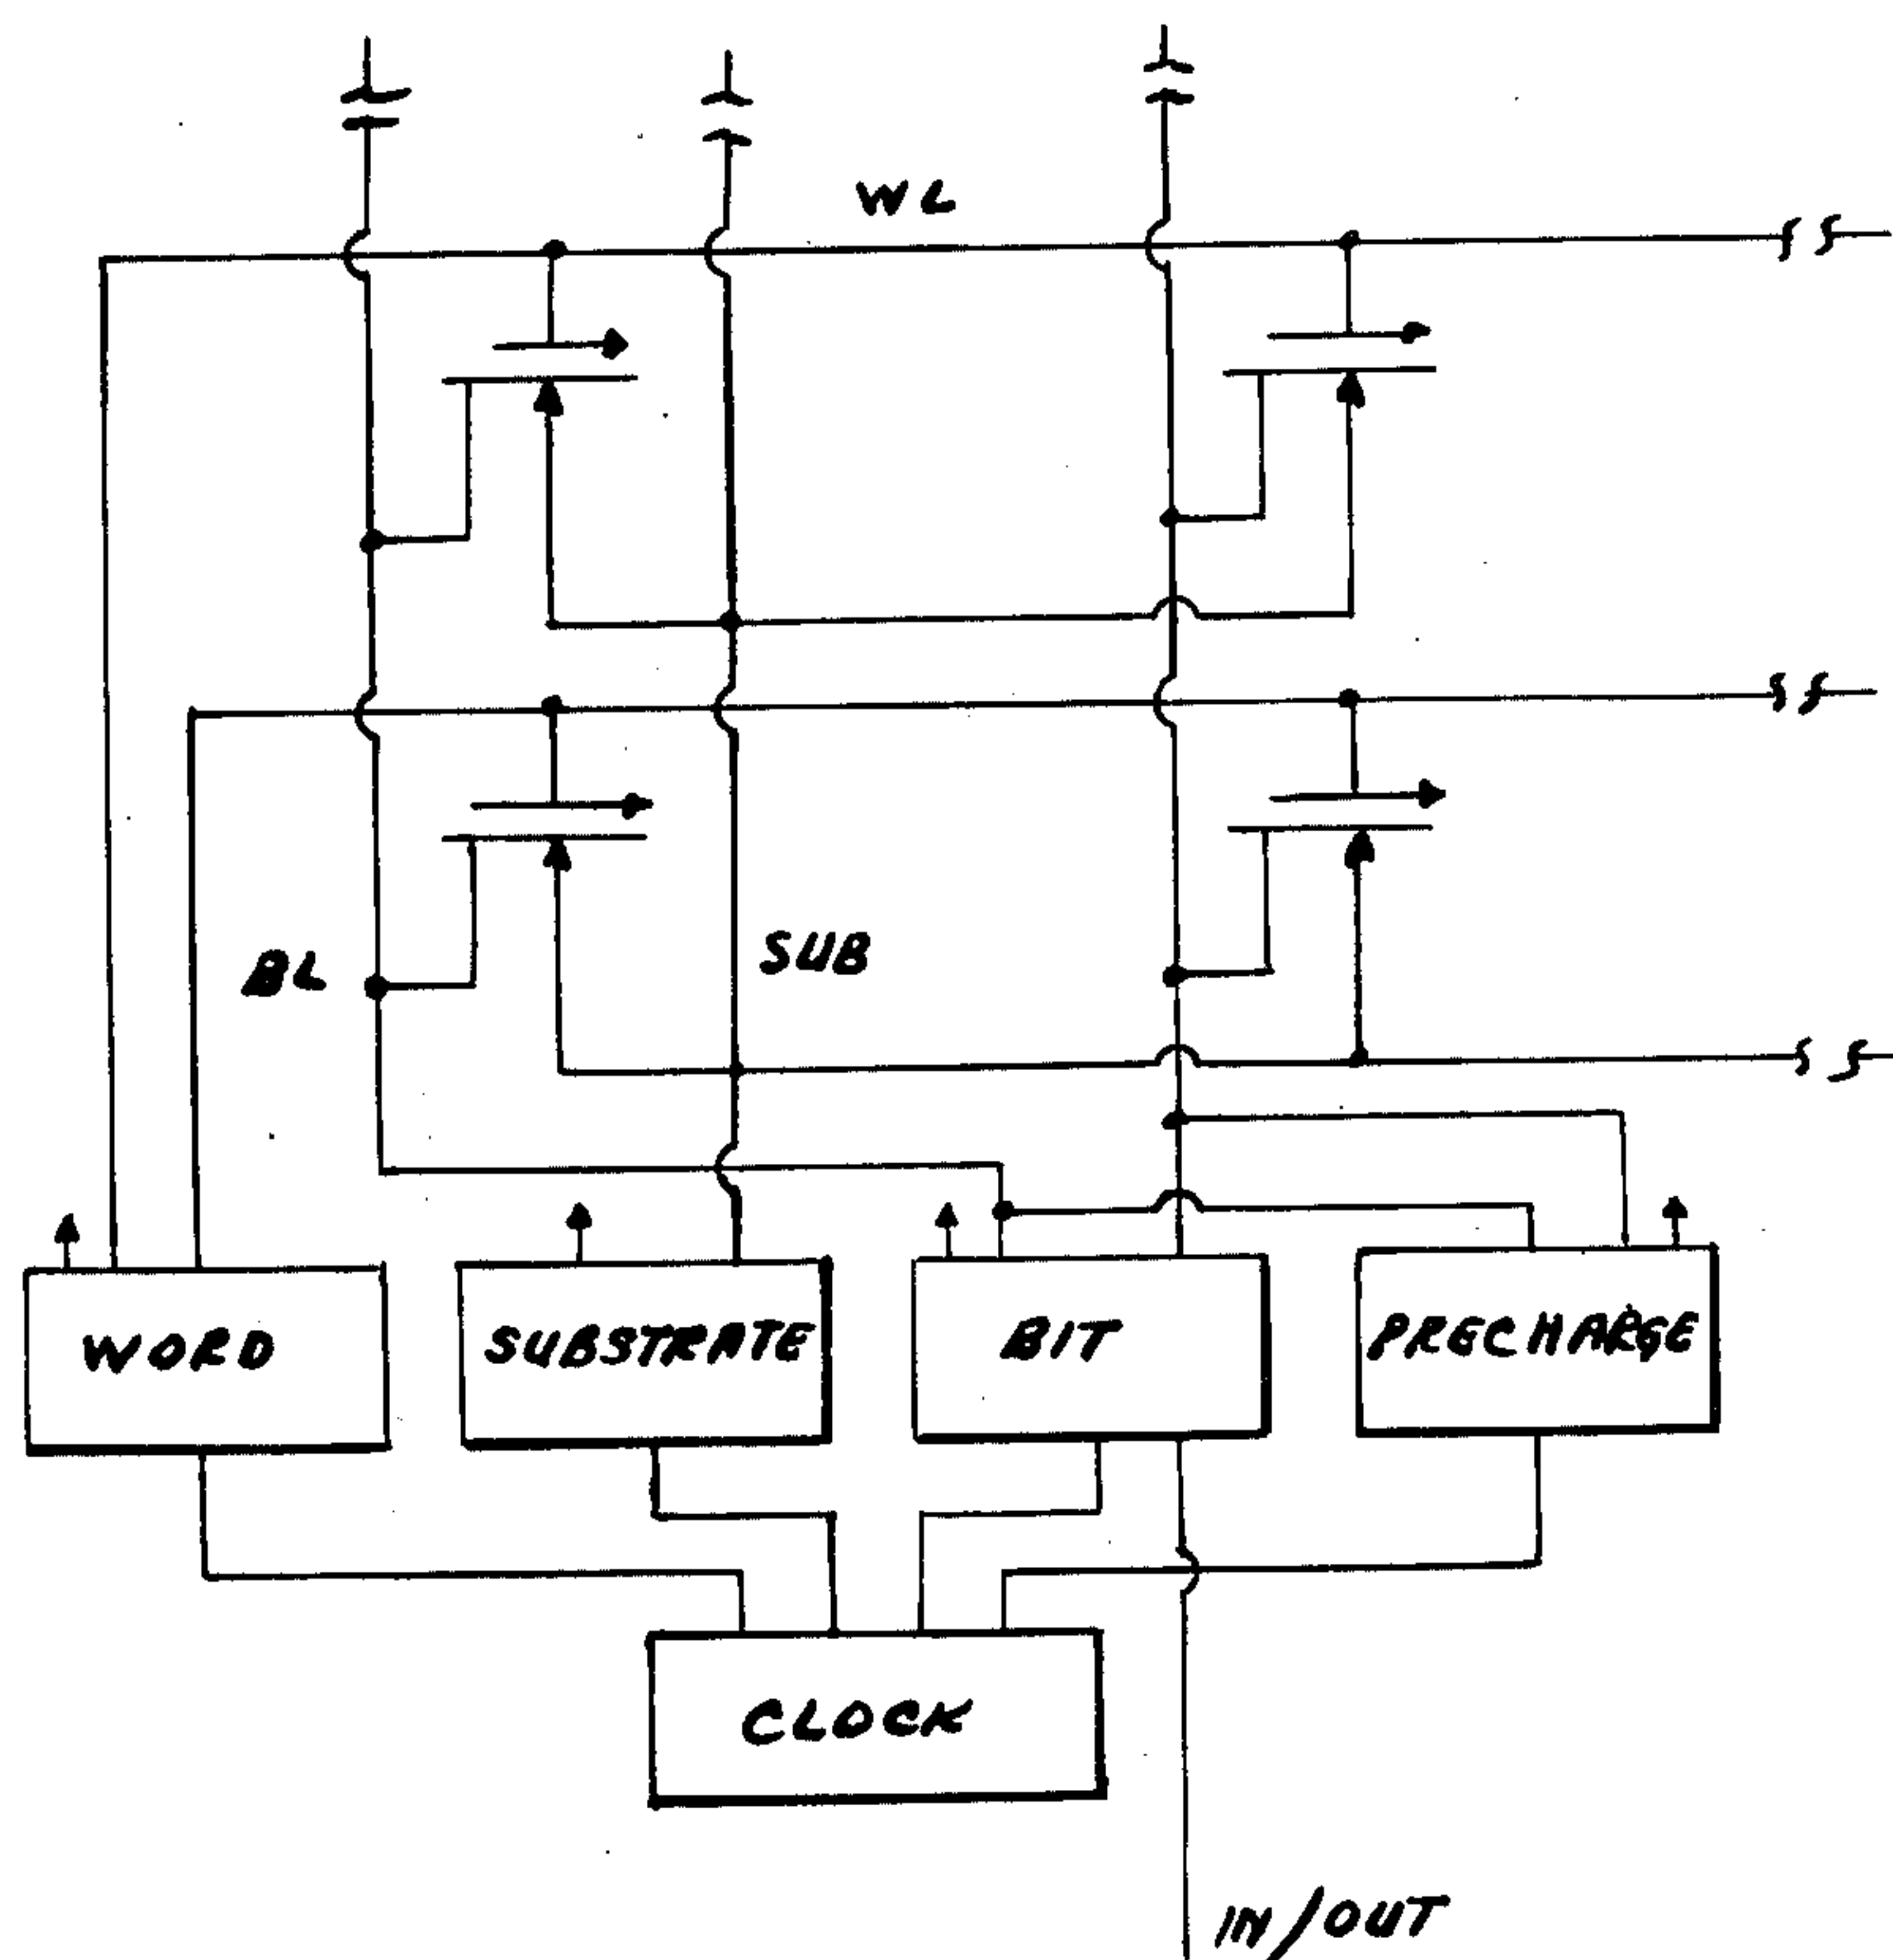 WL
BL
SUB
WORD
SUBSTRATE
BIT
PRECHARGE
CLOCK
IN/OUT